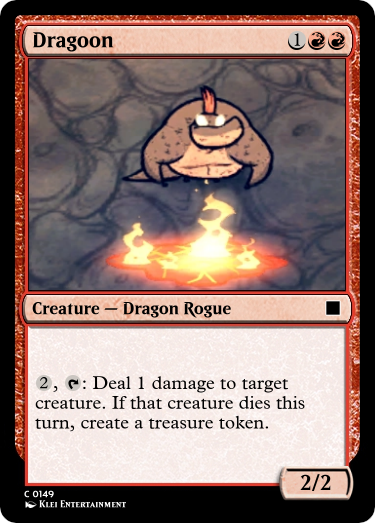 Dragoon 1
Creature — Dragon Rogue
2, : Deal 1 damage to target
creature. If that creature dies this
turn, create a treasure token.
2/2
C 0149
Klei Entertainment